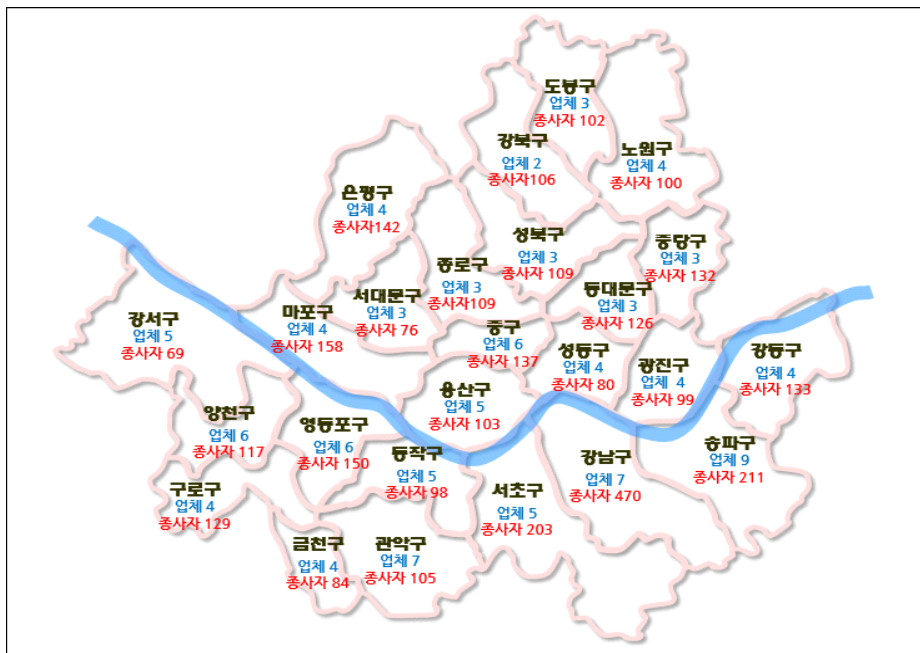 도봉구
업체 3
종사자 102
강북구
업체 2
종사자106
노원구
업체 4
종사자 100
은평구
업체 4
종사자142
성북구
업체 3
종사자 109
중당구
업체 3
종사자 132
종로구
업체 3
종사자109
서대문구
업체 3
종사자 76
동대문구
업체 3
종사자 126
마포구
업체 4
종사자 158
강서구
업체 5
종사자 69
중구
업체 6
종사자 137
성동구
업체 4
종사자 80
광진구
업체 4
종사자 99
강동구
업체 4
종사자 133
용산구
업체 5
종사자 103
양천구
업체 6
종사자 117
영등포구
업체 6
종사자 150
동작구
업체 5
종사자 98
강남구
업체 7
종사자 470
송파구
업체 9
종사자 211
구로구
업체 4
종사자 129
서초구
업체 5
종사자 203
금천구
업체 4
종사자 84
관악구
업체 7
종사자 105